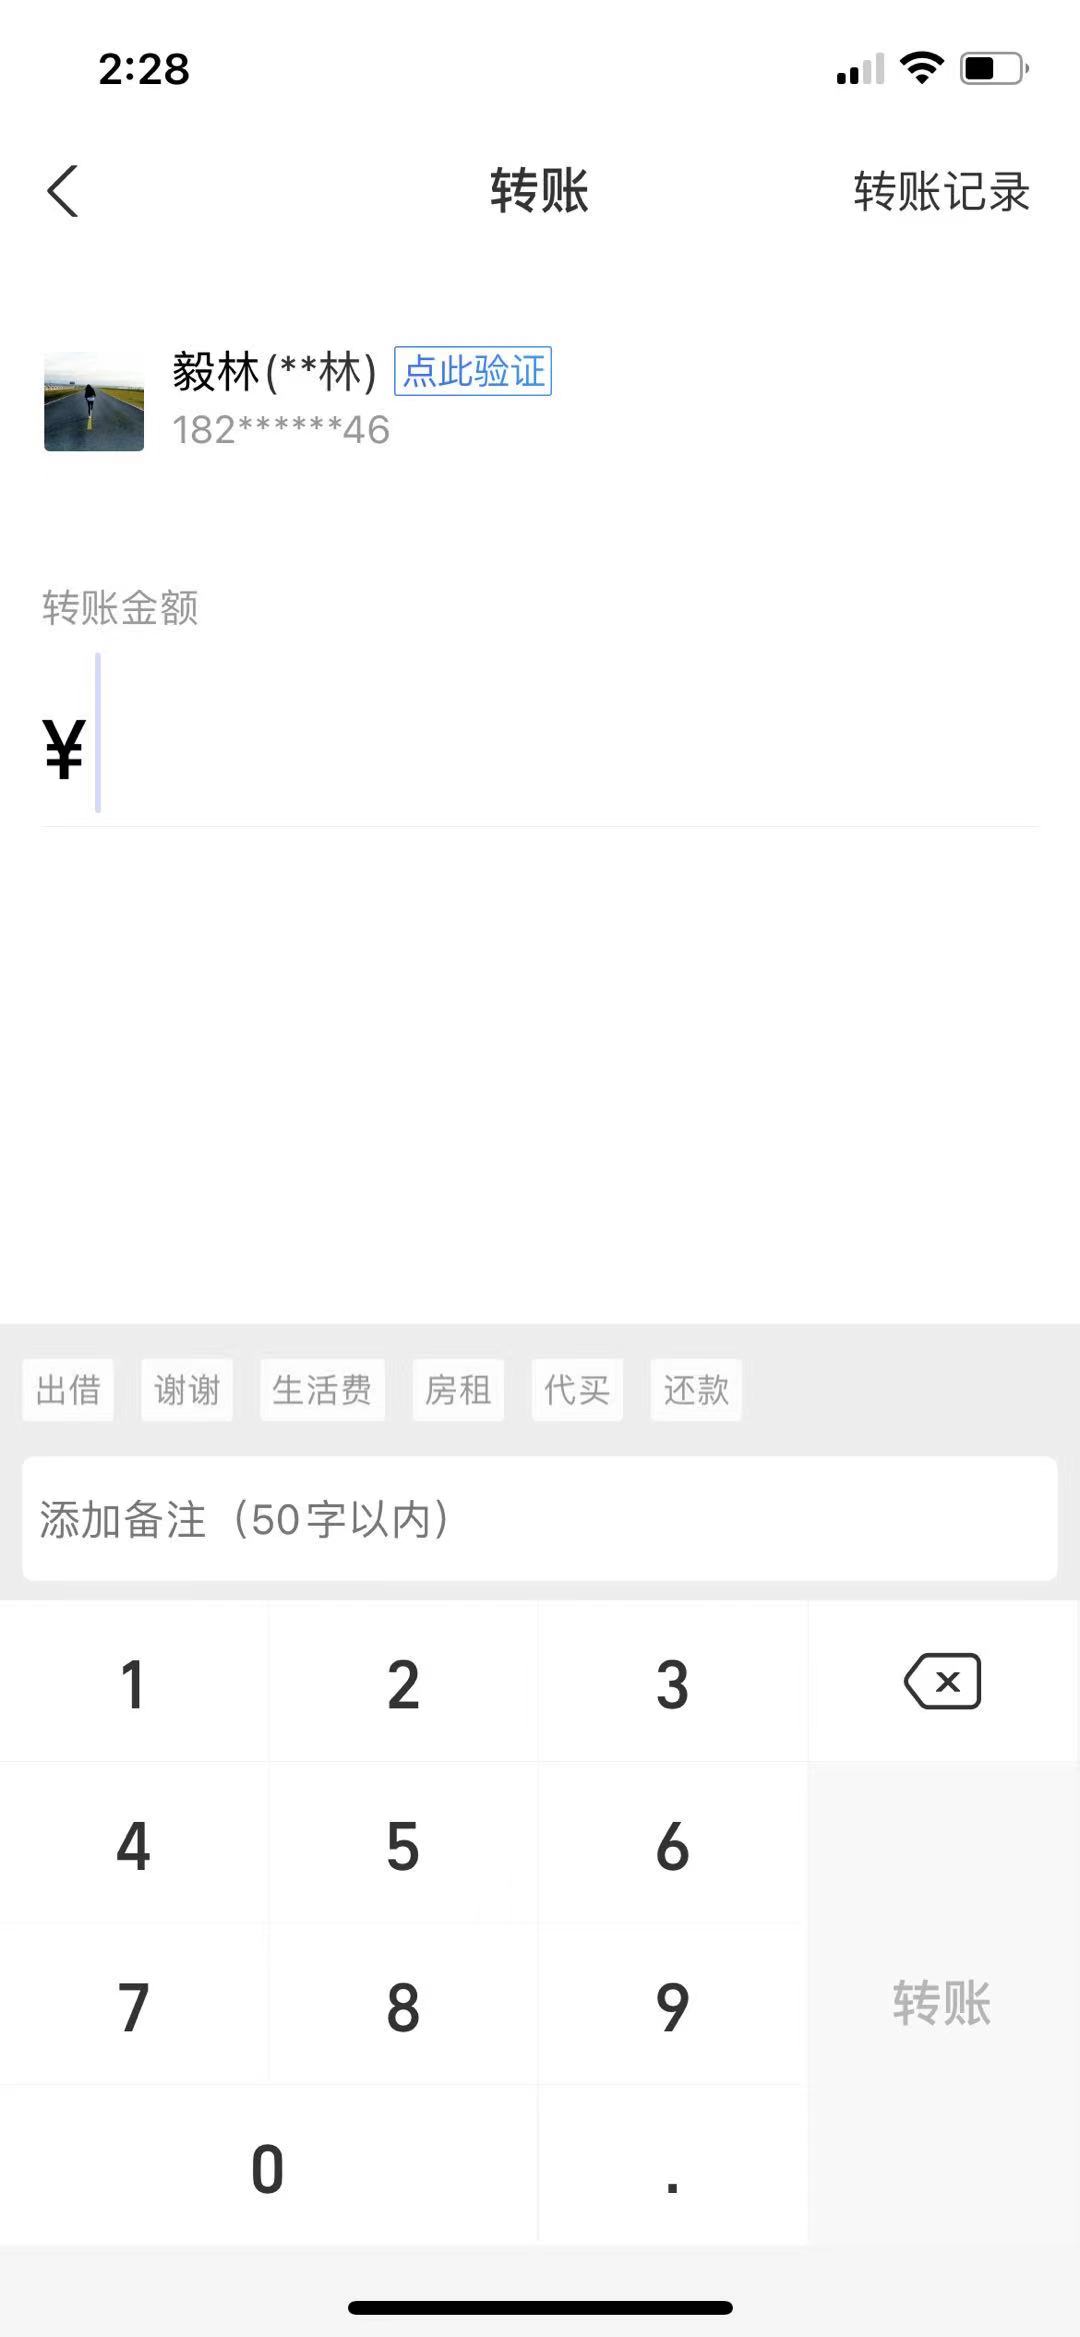 2:28
转账
转账记录
毅林(**林) 点此验证
182******46
转账金额
¥
出借 谢谢 生活费 房租 代买 还款
添加备注（50字以内）
1 2 3
4 5 6
7 8 9
转账
0 .